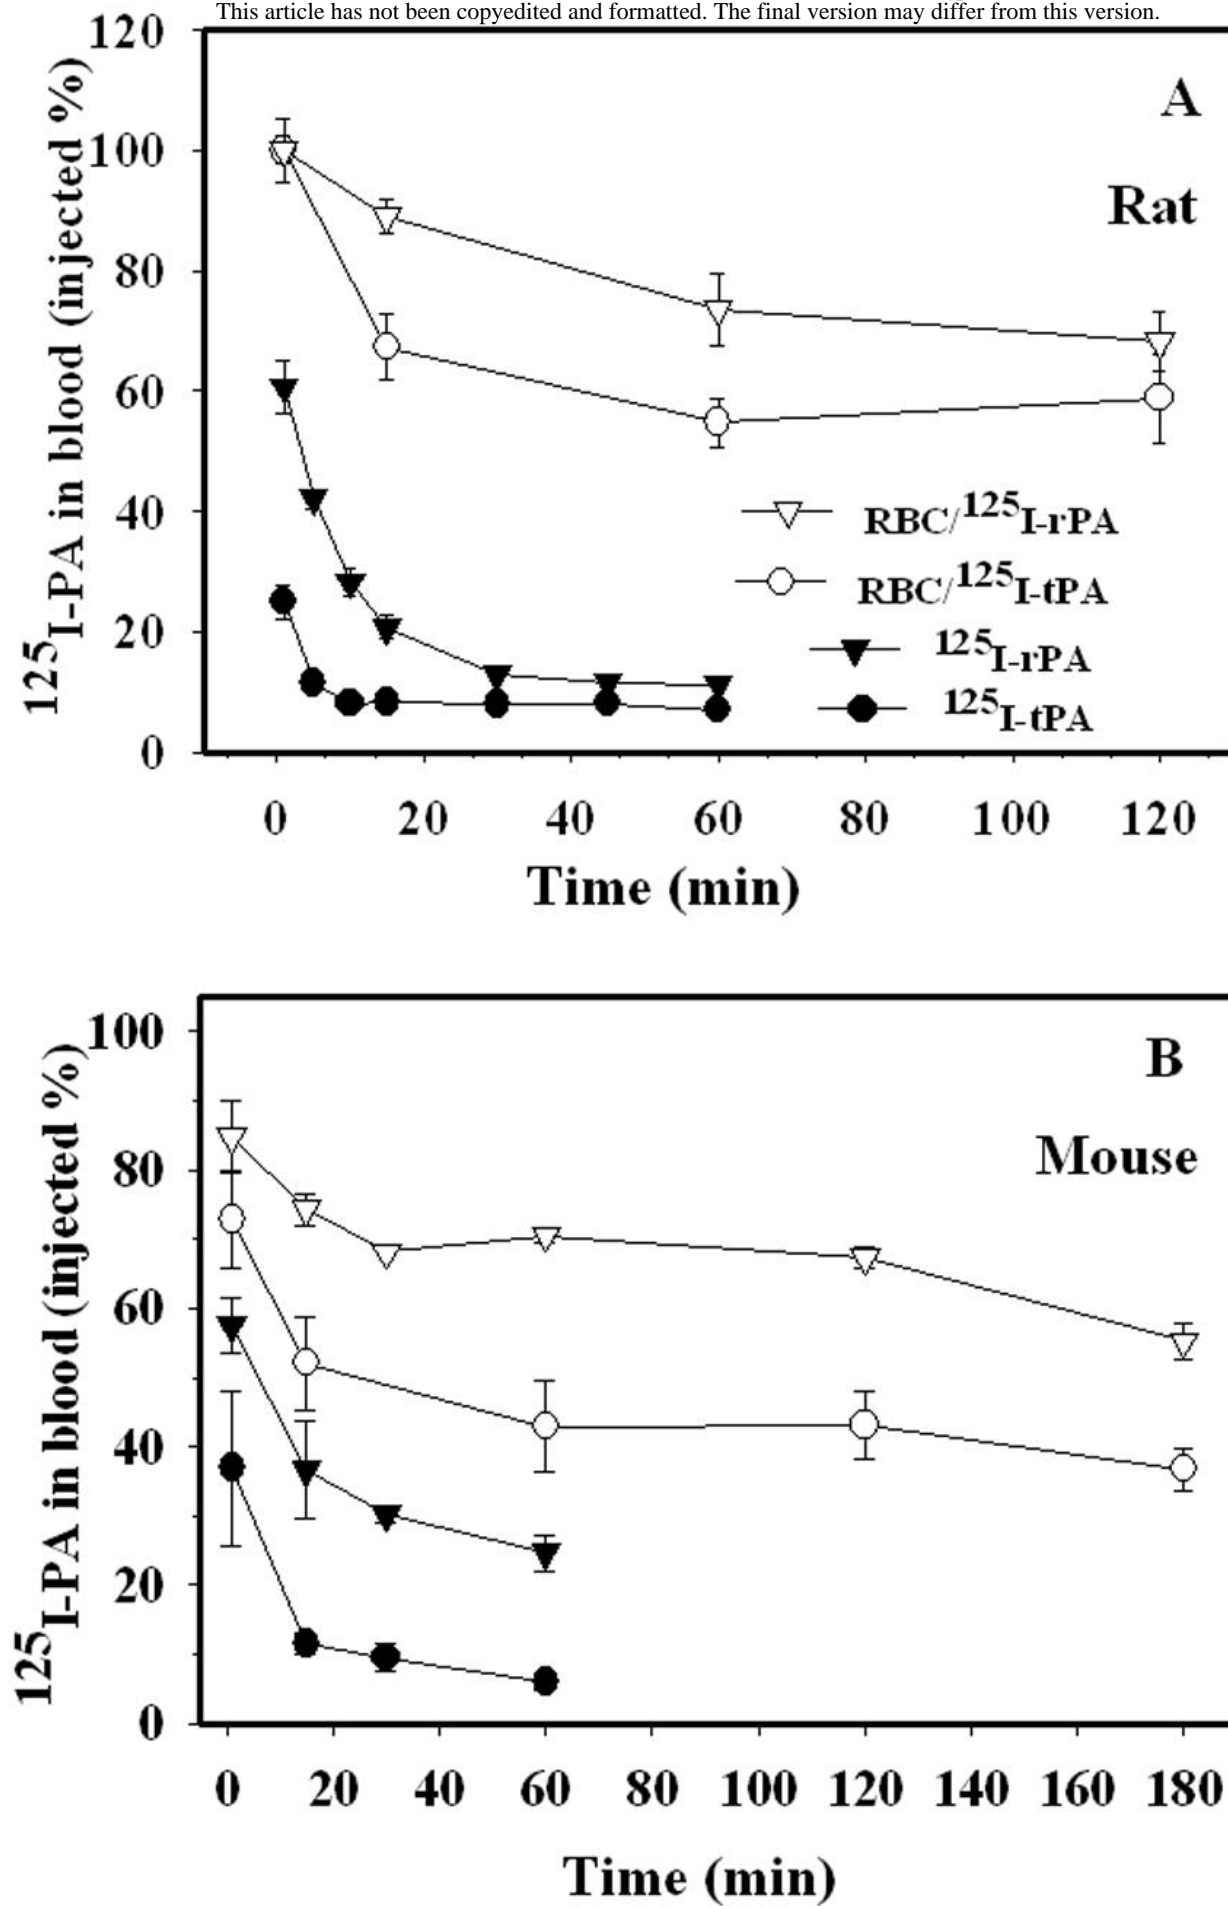 This article has not been copyedited and formatted. The final version may differ from this version.
120
100
80
60
40
20
0
125I-PA in blood (injected %)
A
Rat
RBC/125I-rPA
RBC/125I-tPA
125I-rPA
125I-tPA
0 20 40 60 80 100 120
Time (min)
100
80
60
40
20
0
125I-PA in blood (injected %)
B
Mouse
0 20 40 60 80 100 120 140 160 180
Time (min)